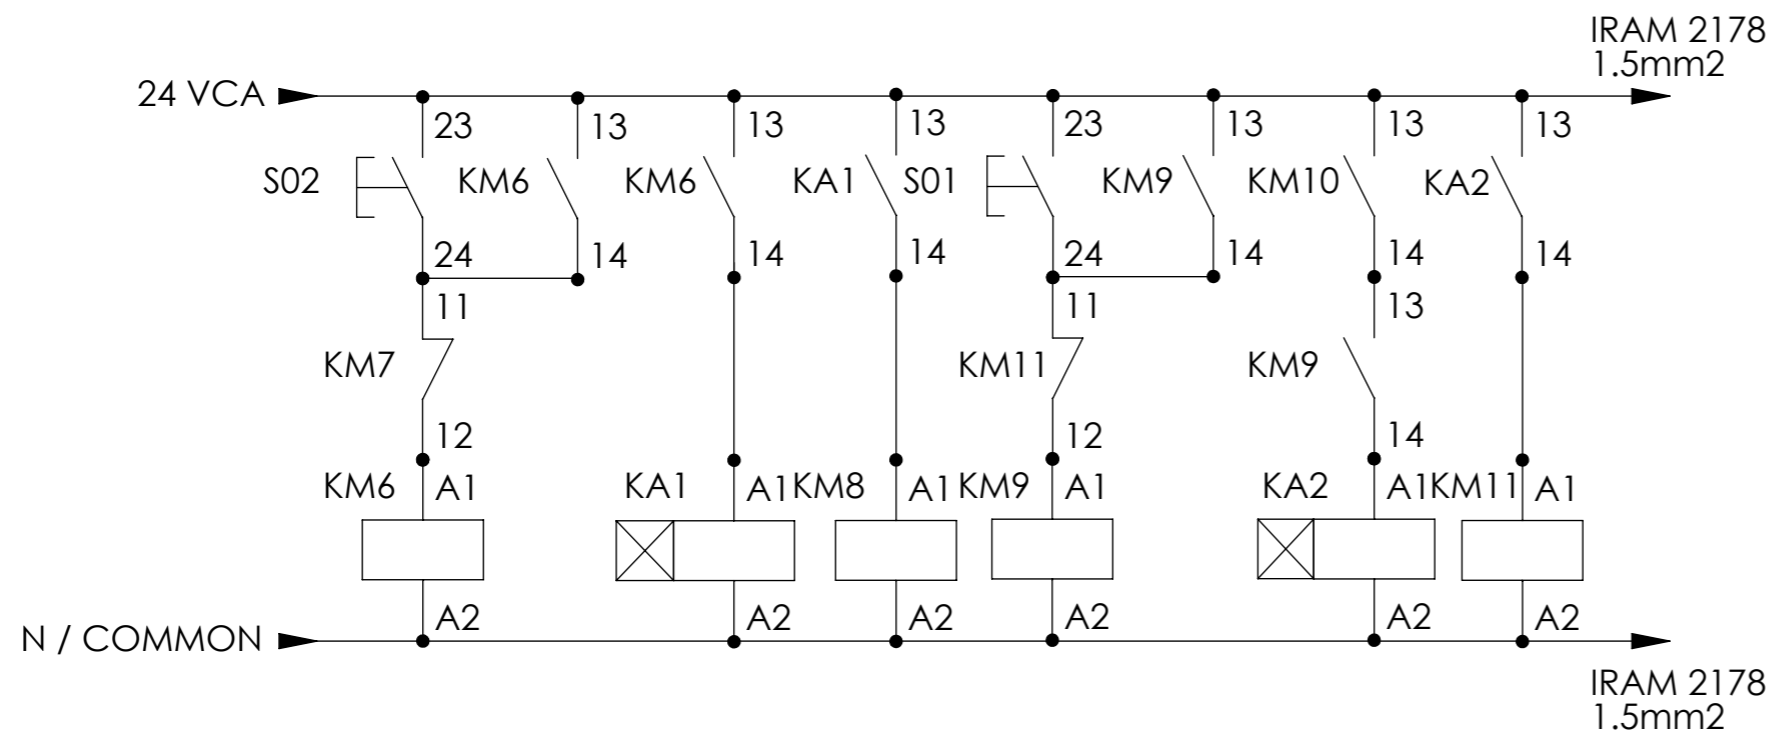 IRAM 2178
1.5mm2
24 VCA
23 13 13 13 23 13 13 13
S02 KM6 KM6 KA1 S01 KM9 KM10 KA2
24 14 14 14 24 14 14 14
11 11 13
KM7 KM11 KM9
12 12 14
KM6 A1 KA1 A1 KM8 A1 KM9 A1 KA2 A1 KM11 A1
A2 A2 A2 A2 A2 A2
N / COMMON
IRAM 2178
1.5mm2